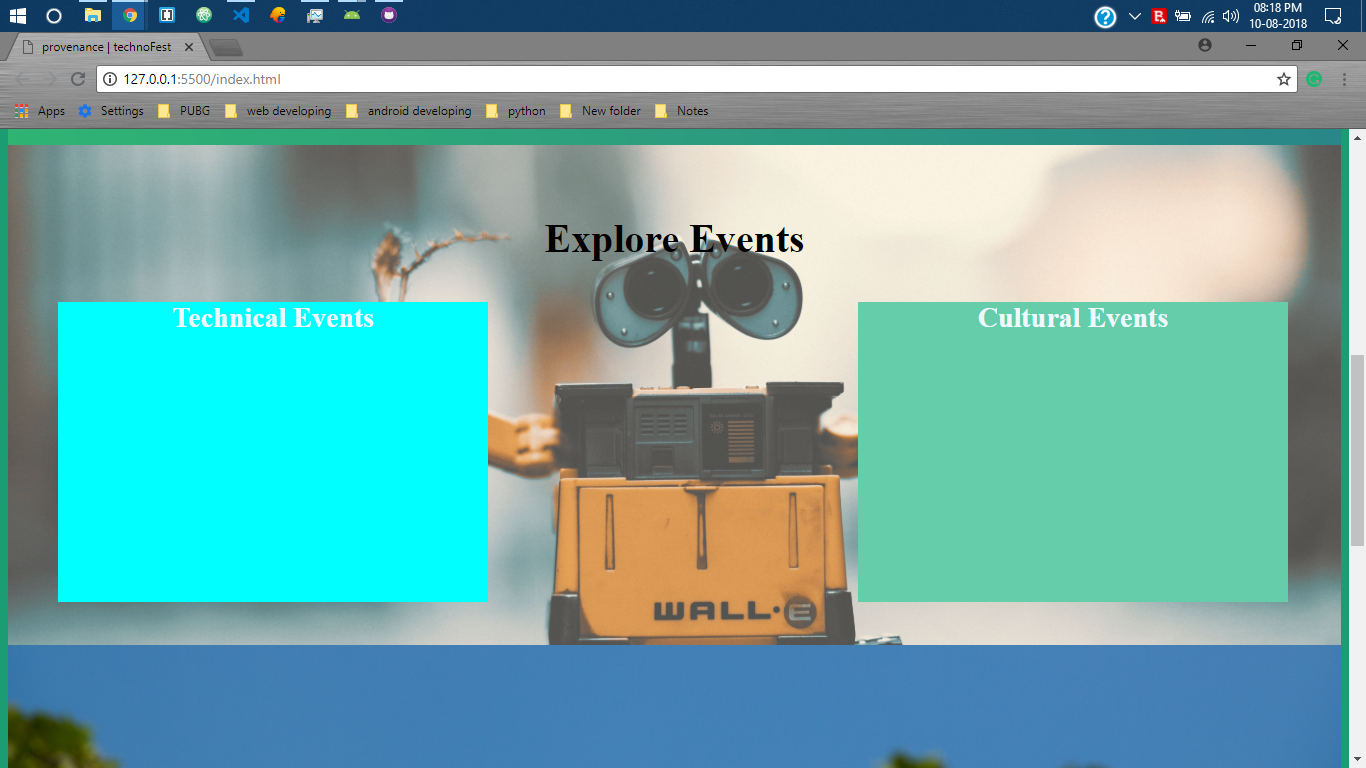 08:18 PM
10-08-2018
provenance | technoFest
127.0.0.1:5500/index.html
Apps Settings PUBG web developing android developing python New folder Notes
Explore Events
Technical Events Cultural Events
WALL·E